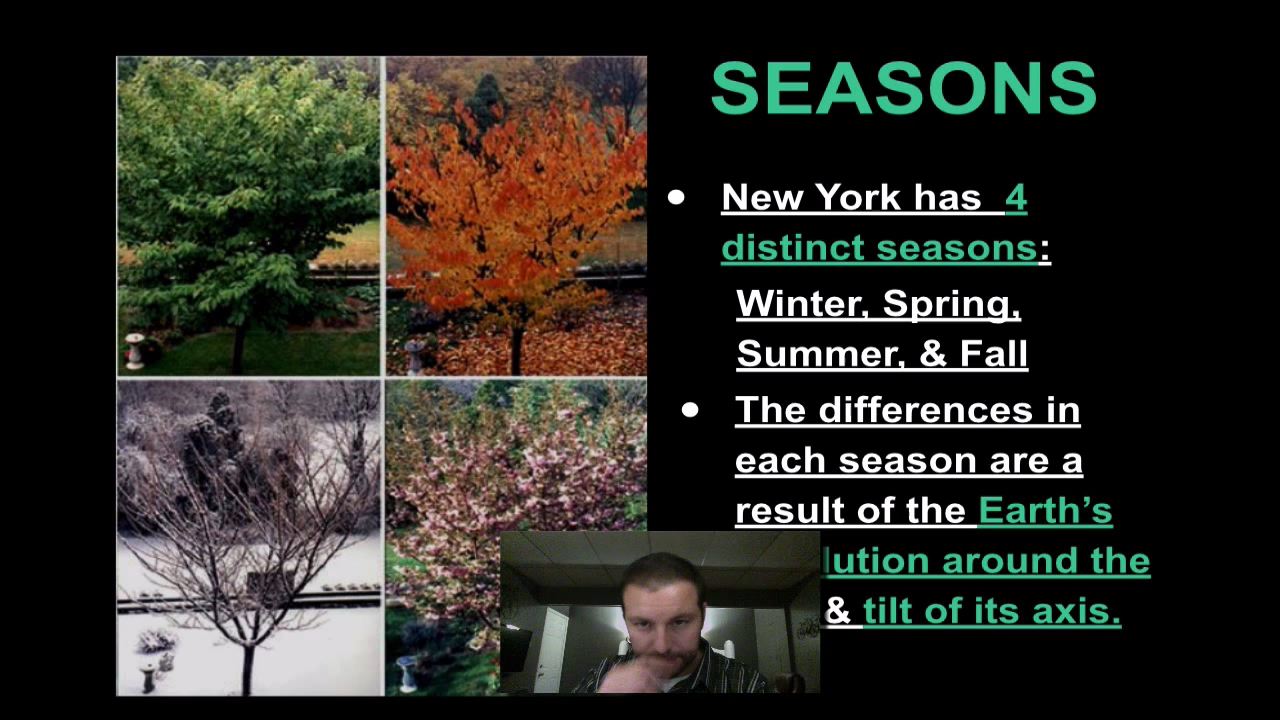 SEASONS
● New York has 4
distinct seasons:
Winter, Spring,
Summer, & Fall
● The differences in
each season are a
result of the Earth’s
lution around the
& tilt of its axis.